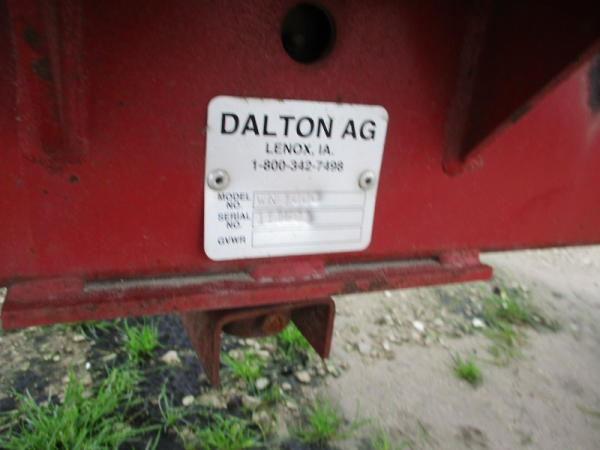 DALTON AG
LENOX, IA.
1-800-342-7498
MODEL NO.
SERIAL NO.
GVWR